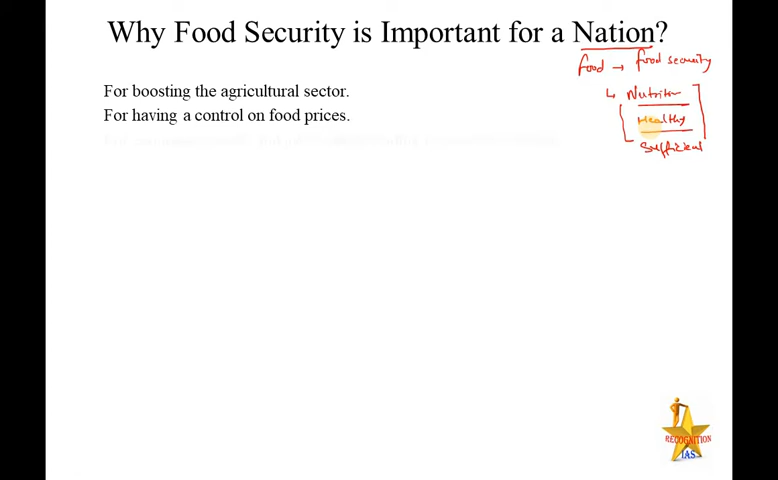 Why Food Security is Important for a Nation?
food → food security
For boosting the agricultural sector.
↳ Nutrition
For having a control on food prices.
Healthy
Sufficient
RECOGNITION
IAS